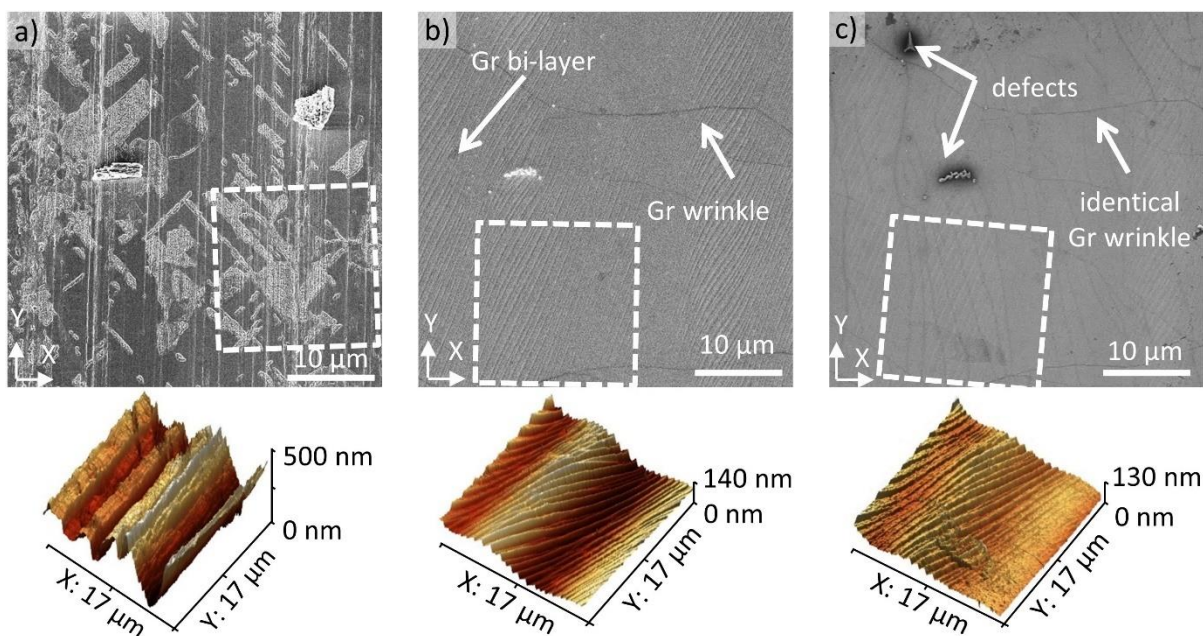 a)
Y
X
10 µm
b)
Gr bi-layer
Gr wrinkle
Y
X
10 µm
c)
defects
identical
Gr wrinkle
Y
X
10 µm
500 nm
0 nm
X: 17 µm
Y: 17 µm
140 nm
0 nm
X: 17 µm
Y: 17 µm
130 nm
0 nm
X: 17 µm
Y: 17 µm